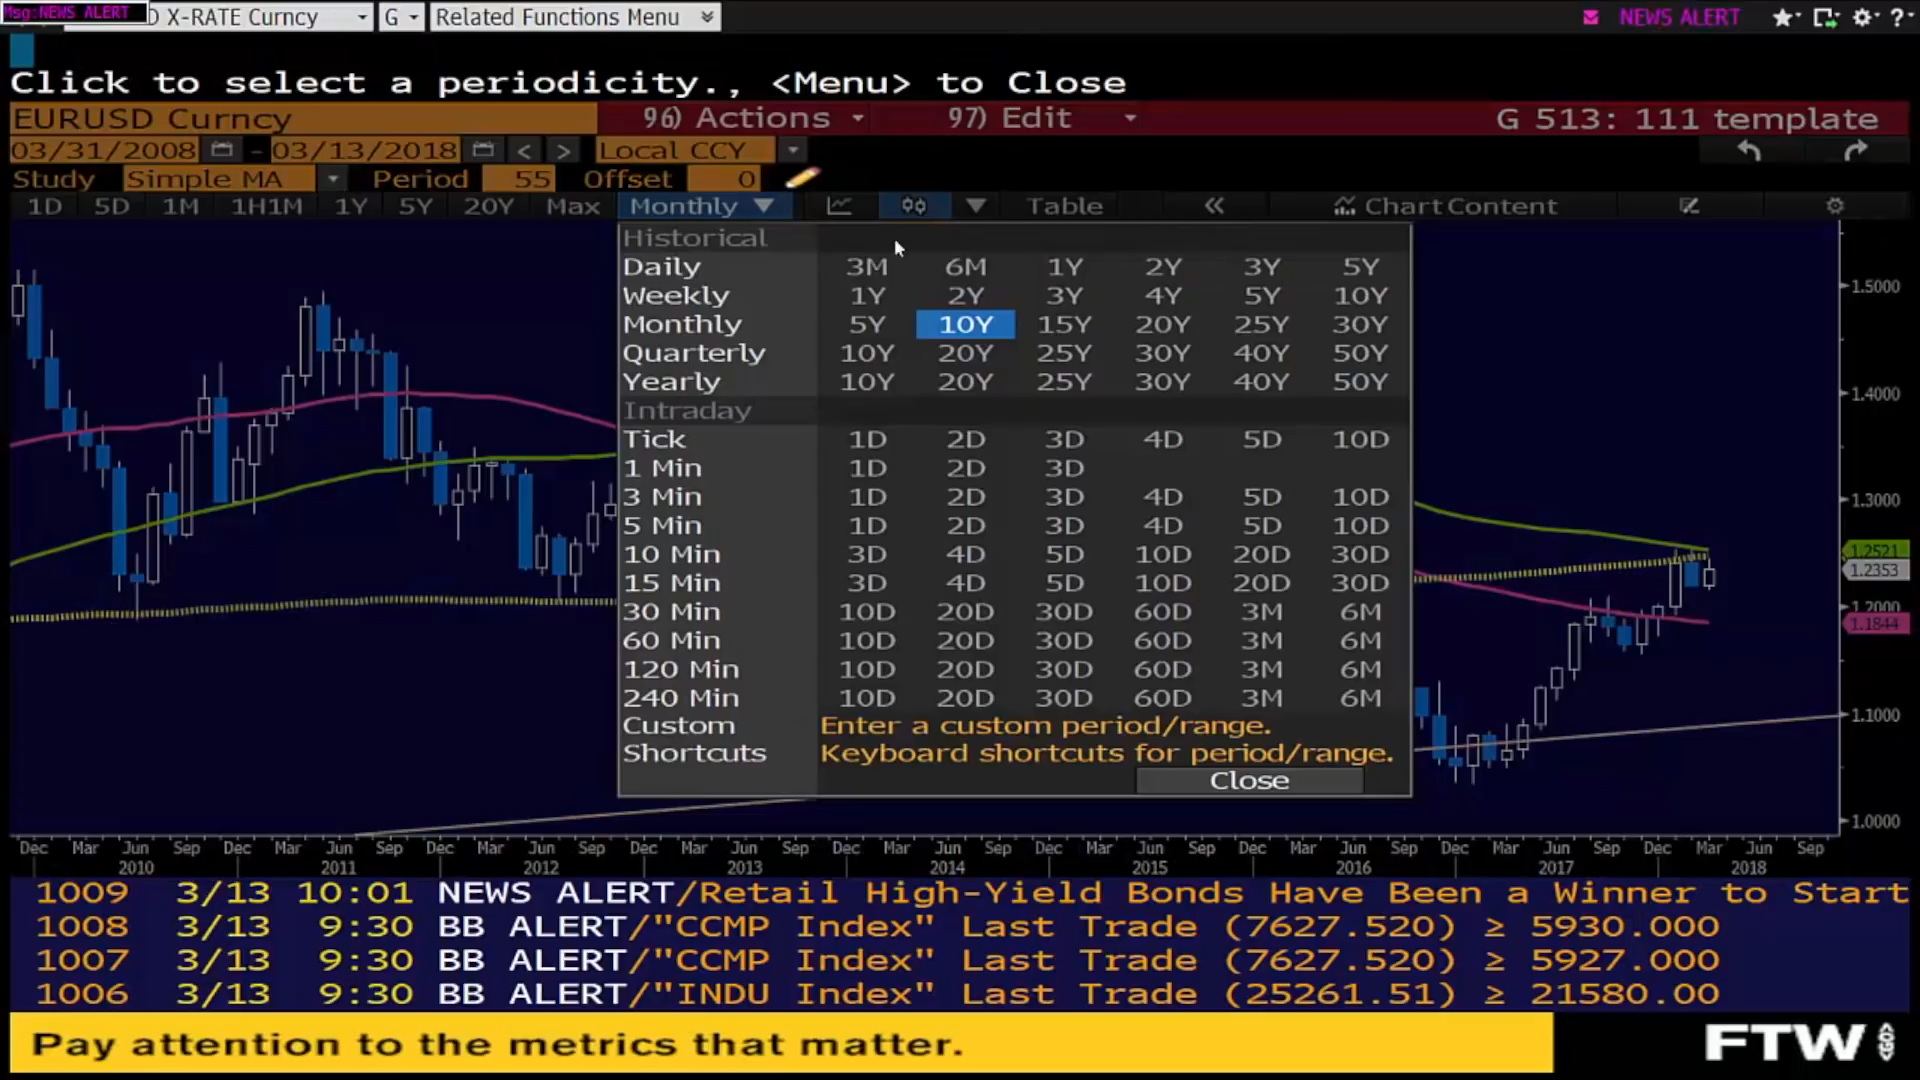 Msg:NEWS ALERT
D X-RATE Curncy G Related Functions Menu NEWS ALERT ?
Click to select a periodicity., <Menu> to Close
EURUSD Curncy 96) Actions 97) Edit G 513: 111 template
03/31/2008 - 03/13/2018 < > Local CCY
Study Simple MA Period 55 Offset 0
1D 5D 1M 1H1M 1Y 5Y 20Y Max Monthly Table « Chart Content
Historical
Daily 3M 6M 1Y 2Y 3Y 5Y
Weekly 1Y 2Y 3Y 4Y 5Y 10Y
Monthly 5Y 10Y 15Y 20Y 25Y 30Y
Quarterly 10Y 20Y 25Y 30Y 40Y 50Y
Yearly 10Y 20Y 25Y 30Y 40Y 50Y
Intraday
Tick 1D 2D 3D 4D 5D 10D
1 Min 1D 2D 3D
3 Min 1D 2D 3D 4D 5D 10D
5 Min 1D 2D 3D 4D 5D 10D
10 Min 3D 4D 5D 10D 20D 30D
15 Min 3D 4D 5D 10D 20D 30D
30 Min 10D 20D 30D 60D 3M 6M
60 Min 10D 20D 30D 60D 3M 6M
120 Min 10D 20D 30D 60D 3M 6M
240 Min 10D 20D 30D 60D 3M 6M
Custom Enter a custom period/range.
Shortcuts Keyboard shortcuts for period/range.
Close
1.5000
1.4000
1.3000
1.2521
1.2353
1.2000
1.1844
1.1000
1.0000
Dec Mar Jun Sep Dec Mar Jun Sep Dec Mar Jun Sep Dec Mar Jun Sep Dec Mar Jun Sep Dec Mar Jun Sep Dec Mar Jun Sep Dec Mar Jun Sep Dec Mar Jun Sep
2010 2011 2012 2013 2014 2015 2016 2017 2018
1009 3/13 10:01 NEWS ALERT/Retail High-Yield Bonds Have Been a Winner to Start
1008 3/13 9:30 BB ALERT/"CCMP Index" Last Trade (7627.520) ≥ 5930.000
1007 3/13 9:30 BB ALERT/"CCMP Index" Last Trade (7627.520) ≥ 5927.000
1006 3/13 9:30 BB ALERT/"INDU Index" Last Trade (25261.51) ≥ 21580.00
Pay attention to the metrics that matter.
FTW